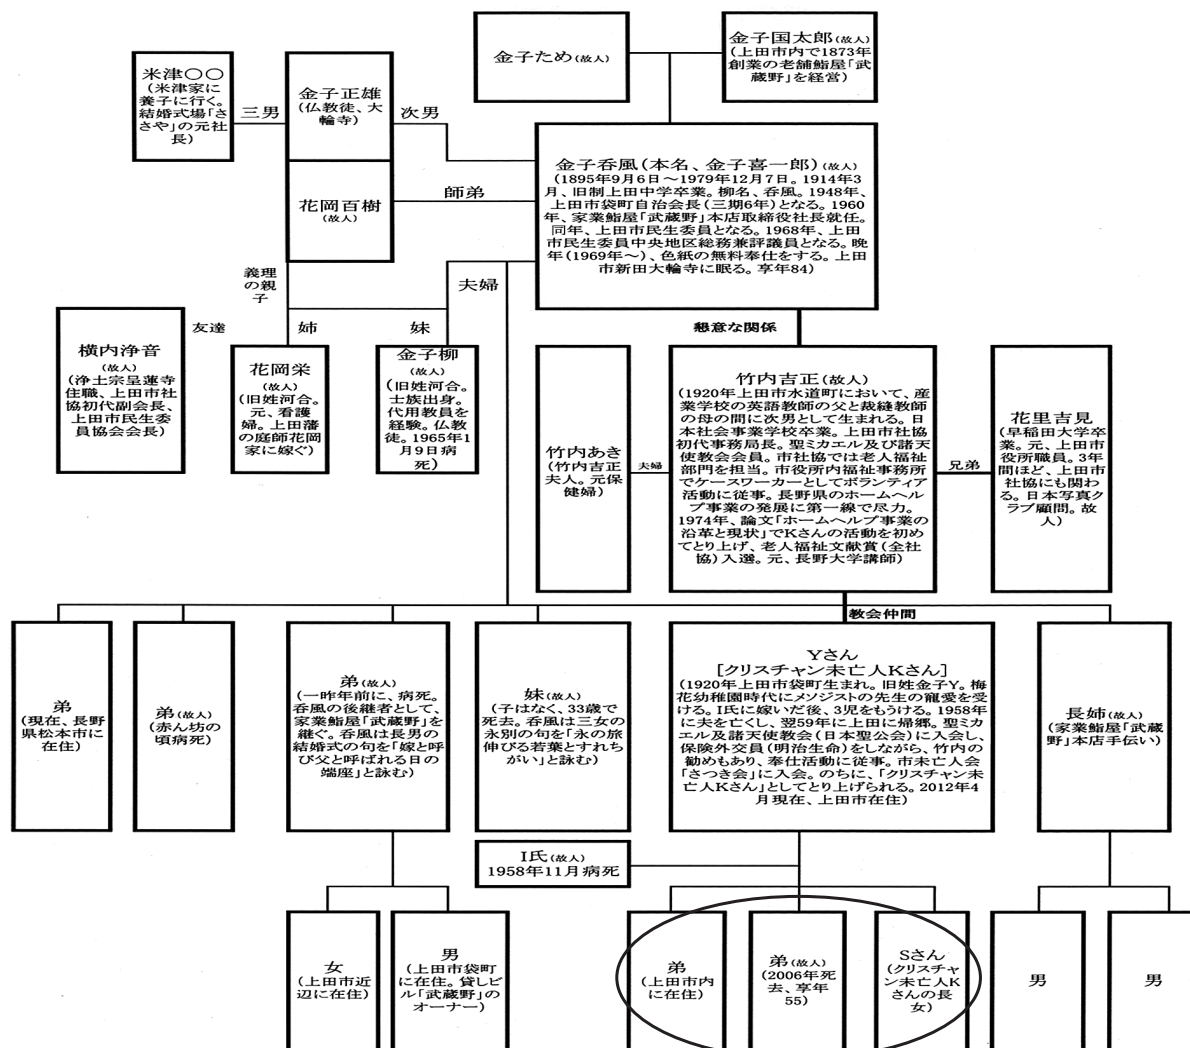 金子ため(故人)
金子国太郎(故人)
(上田市内で1873年
創業の老舗鮨屋「武
蔵野」を経営)
米津〇〇
(米津家に
養子に行く。
結婚式場「さ
さや」の元社
長)
三男
金子正雄
(仏教徒、大
輪寺)
次男
金子呑風(本名、金子喜一郎)(故人)
(1895年9月6日～1979年12月7日。1914年3
月、旧制上田中学卒業。柳名、呑風。1948年、
上田市袋町自治会長(三期6年)となる。1960
年、家業鮨屋「武蔵野」本店取締役社長就任。
同年、上田市民生委員となる。1968年、上田
市民生委員中央地区総務兼評議員となる。晩
年(1969年～)、色紙の無料奉仕をする。上田
市新田大輪寺に眠る。享年84)
花岡百樹
(故人)
師弟
義理
の親
子
夫婦
懇意な関係
横内浄音
(故人)
(浄土宗呈蓮寺
住職、上田市社
協初代副会長、
上田市民生委
員協会会長)
友達
姉
花岡栄
(故人)
(旧姓河合。
元、看護
婦。上田藩
の庭師花岡
家に嫁ぐ)
妹
金子柳
(故人)
(旧姓河合。
士族出身。
代用教員を
経験。仏教
徒。1965年1
月9日病
死)
竹内あき
(竹内吉正
夫人。元保
健婦)
夫婦
竹内吉正(故人)
(1920年上田市水道町において、産
業学校の英語教師の父と裁縫教師
の母の間に次男として生まれる。日
本社会事業学校卒業。上田市社協
初代事務局長。聖ミカエル及び諸天
使教会会員。市社協では老人福祉
部門を担当。市役所内福祉事務所
でケースワーカーとしてボランティア
活動に従事。長野県のホームヘル
プ事業の発展に第一線で尽力。
1974年、論文「ホームヘルプ事業の
沿革と現状」でKさんの活動を初め
てとり上げ、老人福祉文献賞(全社
協)入選。元、長野大学講師)
兄弟
花里吉見
(早稲田大学卒
業。元、上田市
役所職員。3年
間ほど、上田市
社協にも関わ
る。日本写真ク
ラブ顧問。故
人)
教会仲間
弟
(現在、長野
県松本市に
在住)
弟(故人)
(赤ん坊の
頃病死)
弟(故人)
(一昨年前に、病死。
呑風の後継者として、
家業鮨屋「武蔵野」を
継ぐ。呑風は長男の
結婚式の句を「嫁と呼
び父と呼ばれる日の
端座」と詠む)
妹(故人)
(子はなく、33歳で
死去。呑風は三女の
永別の句を「永の旅
伸びる若葉とすれち
がい」と詠む)
Yさん
[クリスチャン未亡人Kさん]
(1920年上田市袋町生まれ。旧姓金子Y。梅
花幼稚園時代にメソジストの先生の寵愛を受
ける。I氏に嫁いだ後、3児をもうける。1958年
に夫を亡くし、翌59年に上田に帰郷。聖ミカ
エル及び諸天使教会(日本聖公会)に入会し、
保険外交員(明治生命)をしながら、竹内の
勧めもあり、奉仕活動に従事。市未亡人会
「さつき会」に入会。のちに、「クリスチャン未
亡人Kさん」としてとり上げられる。2012年4
月現在、上田市在住)
長姉(故人)
(家業鮨屋「武蔵
野」本店手伝い)
I氏(故人)
1958年11月病死
女
(上田市近
辺に在住)
男
(上田市袋町
に在住。貸しビ
ル「武蔵野」の
オーナー)
弟
(上田市内
に在住)
弟(故人)
(2006年死
去、享年
55)
Sさん
(クリスチャ
ン未亡人K
さんの長
女)
男
男